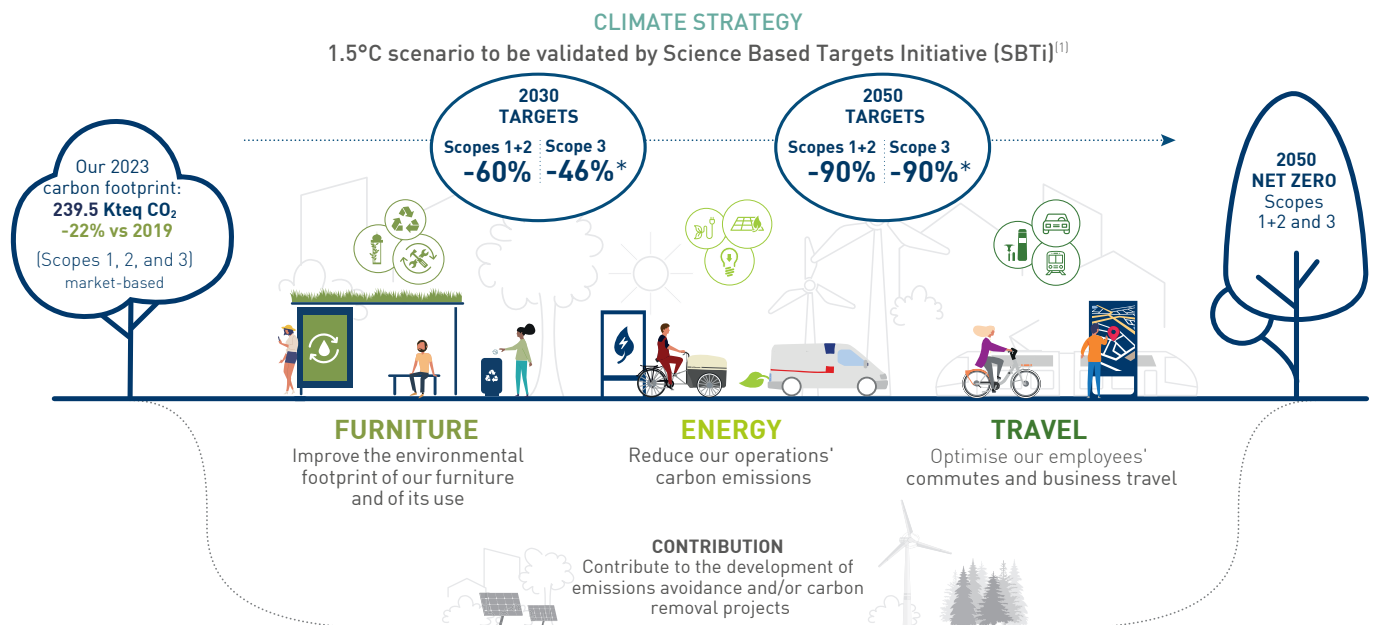 CLIMATE STRATEGY
1.5°C scenario to be validated by Science Based Targets Initiative (SBTi)(1)
Our 2023
carbon footprint:
239.5 Kteq CO₂
-22% vs 2019
(Scopes 1, 2, and 3)
market-based
2030
TARGETS
Scopes 1+2
-60%
Scope 3
-46%*
2050
TARGETS
Scopes 1+2
-90%
Scope 3
-90%*
2050
NET ZERO
Scopes
1+2 and 3
FURNITURE
Improve the environmental
footprint of our furniture
and of its use
ENERGY
Reduce our operations'
carbon emissions
TRAVEL
Optimise our employees'
commutes and business travel
CONTRIBUTION
Contribute to the development of
emissions avoidance and/or carbon
removal projects